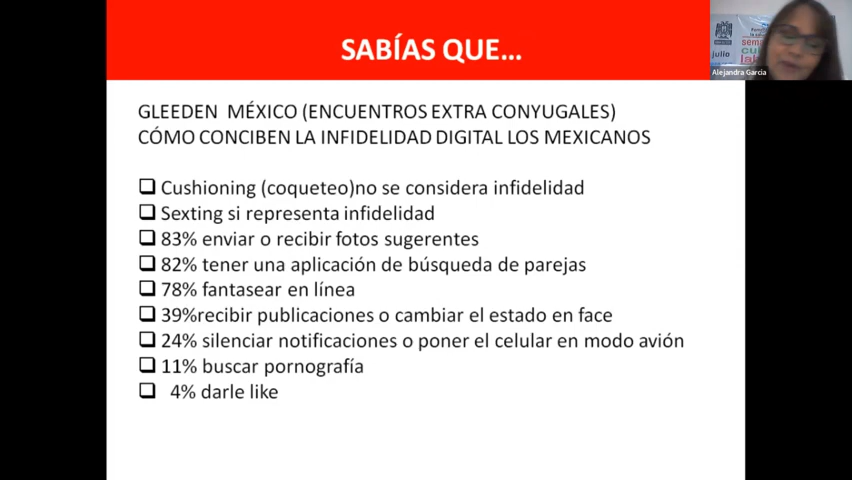 SABÍAS QUE...
GLEEDEN MÉXICO (ENCUENTROS EXTRA CONYUGALES)
CÓMO CONCIBEN LA INFIDELIDAD DIGITAL LOS MEXICANOS
Cushioning (coqueteo)no se considera infidelidad
Sexting si representa infidelidad
83% enviar o recibir fotos sugerentes
82% tener una aplicación de búsqueda de parejas
78% fantasear en línea
39%recibir publicaciones o cambiar el estado en face
24% silenciar notificaciones o poner el celular en modo avión
11% buscar pornografía
4% darle like
julio
Alejandra García